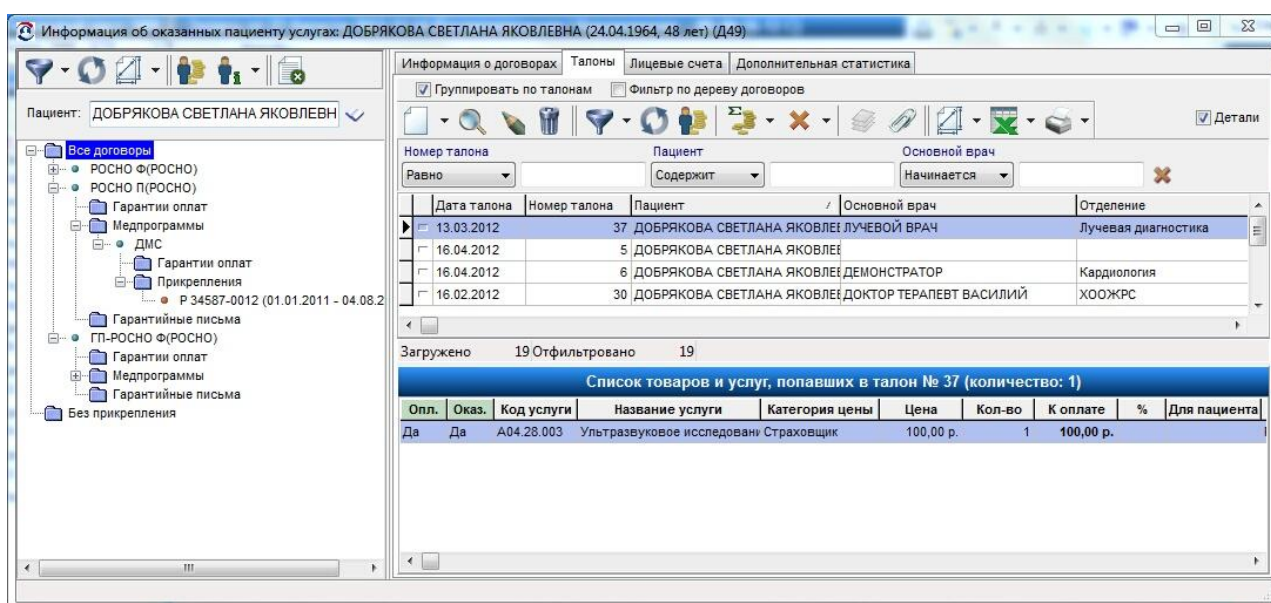 Информация об оказанных пациенту услугах: ДОБРЯКОВА СВЕТЛАНА ЯКОВЛЕВНА (24.04.1964, 48 лет) (Д49)
Пациент: ДОБРЯКОВА СВЕТЛАНА ЯКОВЛЕВН
Все договоры
РОСНО Ф(РОСНО)
РОСНО П(РОСНО)
Гарантии оплат
Медпрограммы
ДМС
Гарантии оплат
Прикрепления
Р 34587-0012 (01.01.2011 - 04.08.2
Гарантийные письма
ГП-РОСНО Ф(РОСНО)
Гарантии оплат
Медпрограммы
Гарантийные письма
Без прикрепления
Информация о договорах Талоны Лицевые счета Дополнительная статистика
Группировать по талонам Фильтр по дереву договоров
Детали
Номер талона Пациент Основной врач
Равно Содержит Начинается
Дата талона Номер талона Пациент Основной врач Отделение
13.03.2012 37 ДОБРЯКОВА СВЕТЛАНА ЯКОВЛЕЕ ЛУЧЕВОЙ ВРАЧ Лучевая диагностика
16.04.2012 5 ДОБРЯКОВА СВЕТЛАНА ЯКОВЛЕЕ
16.04.2012 6 ДОБРЯКОВА СВЕТЛАНА ЯКОВЛЕЕ ДЕМОНСТРАТОР Кардиология
16.02.2012 30 ДОБРЯКОВА СВЕТЛАНА ЯКОВЛЕЕ ДОКТОР ТЕРАПЕВТ ВАСИЛИЙ ХООЖРС
Загружено 19 Отфильтровано 19
Список товаров и услуг, попавших в талон № 37 (количество: 1)
Опл. Оказ. Код услуги Название услуги Категория цены Цена Кол-во К оплате % Для пациента
Да Да A04.28.003 Ультразвуковое исследовани Страховщик 100,00 р. 1 100,00 р.